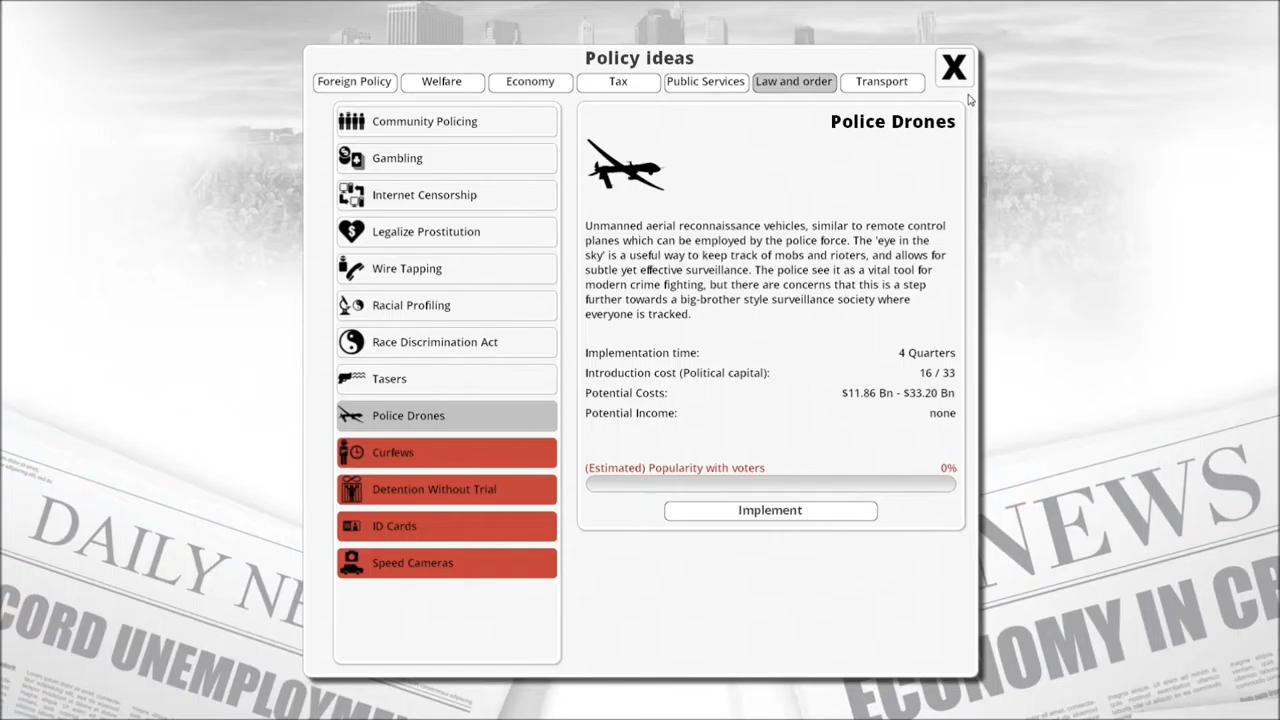 Policy ideas
X
Foreign Policy
Welfare
Economy
Tax
Public Services
Law and order
Transport
Community Policing
Gambling
Internet Censorship
Legalize Prostitution
Wire Tapping
Racial Profiling
Race Discrimination Act
Tasers
Police Drones
Curfews
Detention Without Trial
ID Cards
Speed Cameras
Police Drones
Unmanned aerial reconnaissance vehicles, similar to remote control
planes which can be employed by the police force. The 'eye in the
sky' is a useful way to keep track of mobs and rioters, and allows for
subtle yet effective surveillance. The police see it as a vital tool for
modern crime fighting, but there are concerns that this is a step
further towards a big-brother style surveillance society where
everyone is tracked.
Implementation time: 4 Quarters
Introduction cost (Political capital): 16 / 33
Potential Costs: $11.86 Bn - $33.20 Bn
Potential Income: none
(Estimated) Popularity with voters 0%
Implement
DAILY NE
CORD UNEMPLOYM
NEWS
ECONOMY IN CR